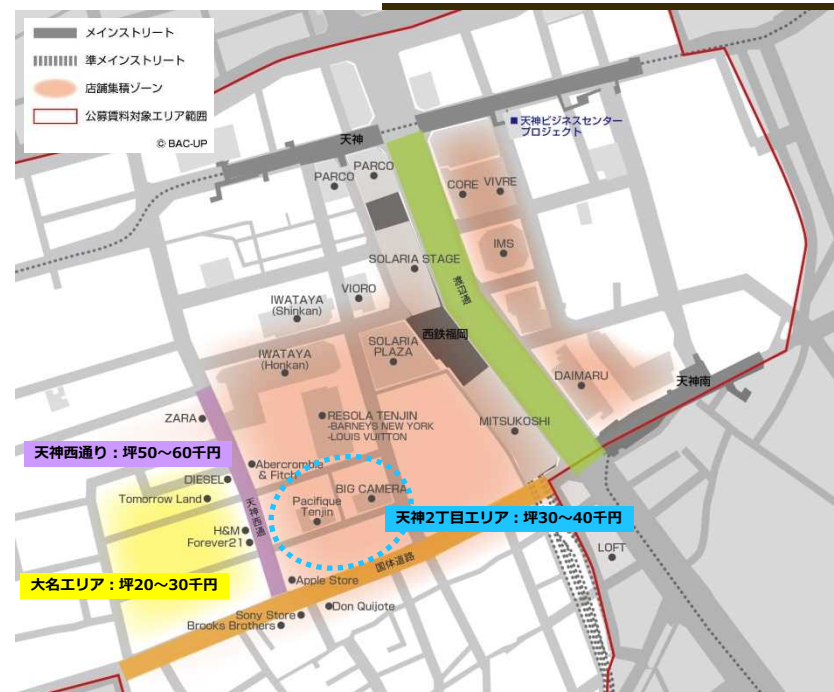 メインストリート
準メインストリート
店舗集積ゾーン
公募賃料対象エリア範囲
© BAC-UP
天神
■天神ビジネスセンター
プロジェクト
PARCO
PARCO
CORE
VIVRE
IMS
SOLARIA STAGE
渡辺通
VIORO
IWATAYA
(Shinkan)
西鉄福岡
SOLARIA
PLAZA
IWATAYA
(Honkan)
DAIMARU
天神南
ZARA
RESOLA TENJIN
-BARNEYS NEW YORK
-LOUIS VUITTON
MITSUKOSHI
天神西通り：坪50～60千円
Abercrombie
& Fitch
DIESEL
Tomorrow Land
BIG CAMERA
Pacifique
Tenjin
天神西通
天神2丁目エリア：坪30～40千円
H&M
Forever21
国体道路
LOFT
大名エリア：坪20～30千円
Apple Store
Don Quijote
Sony Store
Brooks Brothers